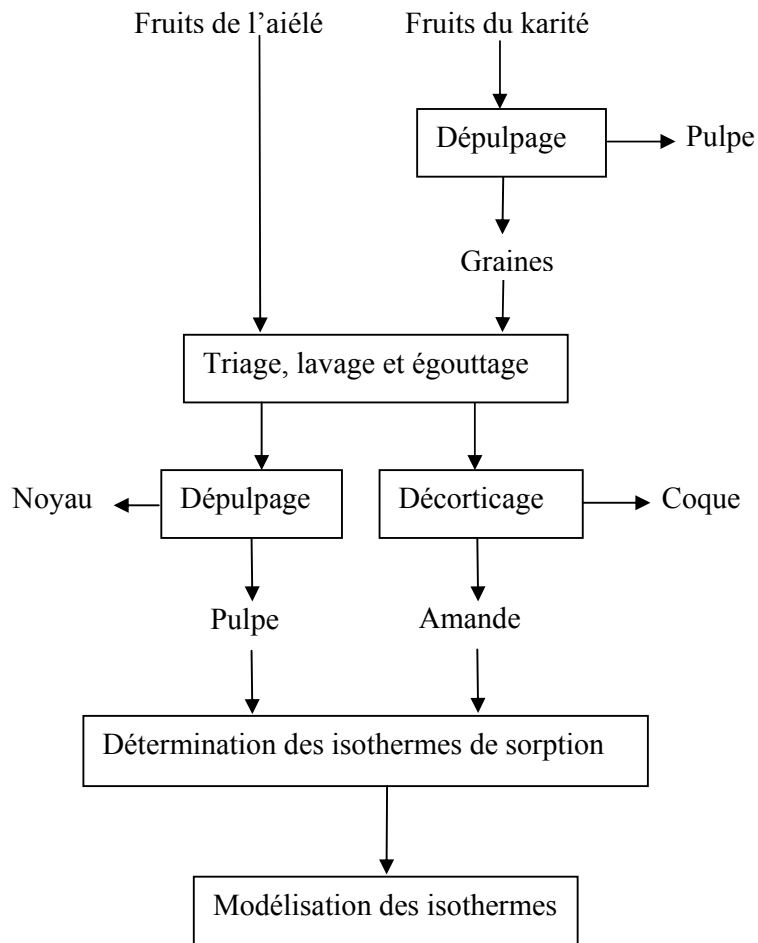 Fruits de l’aiélé
Fruits du karité
Dépulpage
Pulpe
Graines
Triage, lavage et égouttage
Noyau
Dépulpage
Décorticage
Coque
Pulpe
Amande
Détermination des isothermes de sorption
Modélisation des isothermes